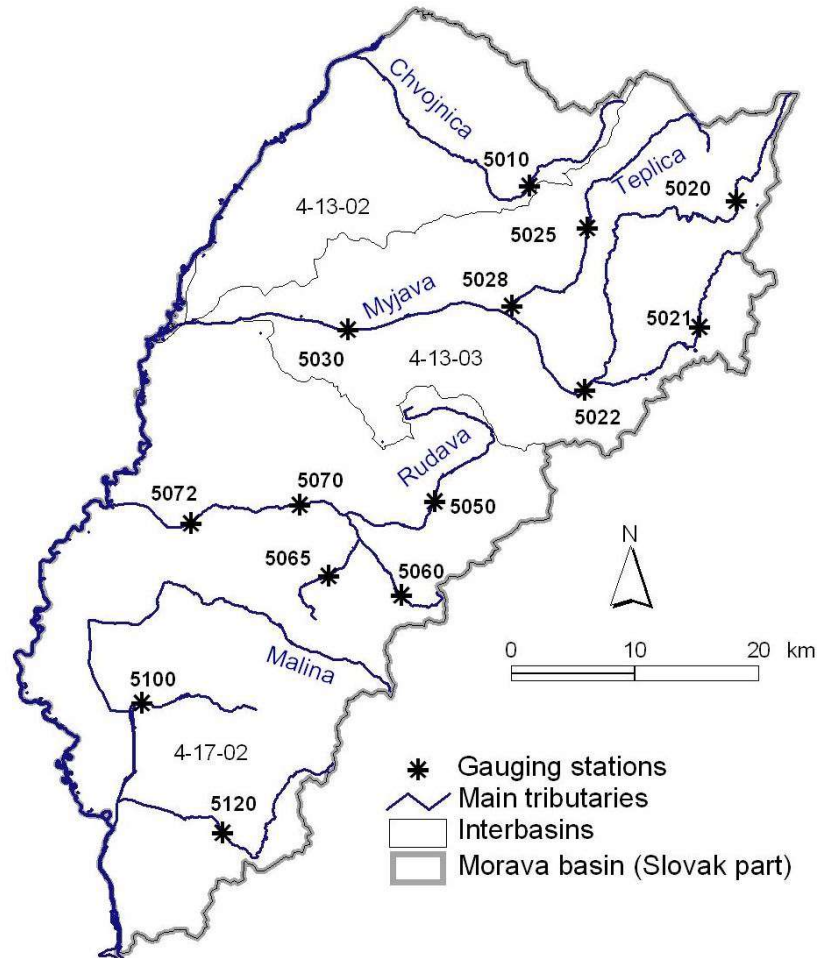 Chvojnica
5010
Teplica
5020
4-13-02
5025
5028
Myjava
5021
5030
4-13-03
5022
Rudava
5072
5070
5050
N
5065
5060
0 10 20 km
Malina
5100
4-17-02
Gauging stations
Main tributaries
5120
Interbasins
Morava basin (Slovak part)